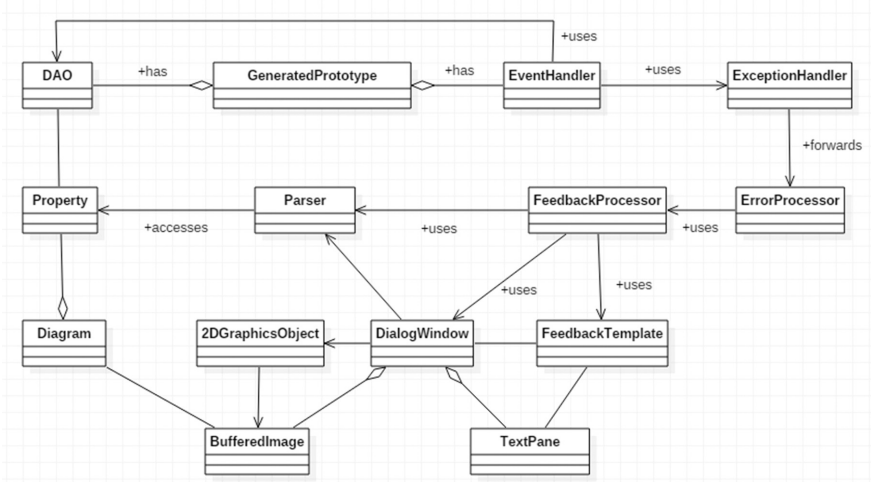 +uses
DAO
+has
GeneratedPrototype
+has
EventHandler
+uses
ExceptionHandler
+forwards
Property
+accesses
Parser
+uses
FeedbackProcessor
+uses
ErrorProcessor
+uses
+uses
Diagram
2DGraphicsObject
DialogWindow
FeedbackTemplate
BufferedImage
TextPane